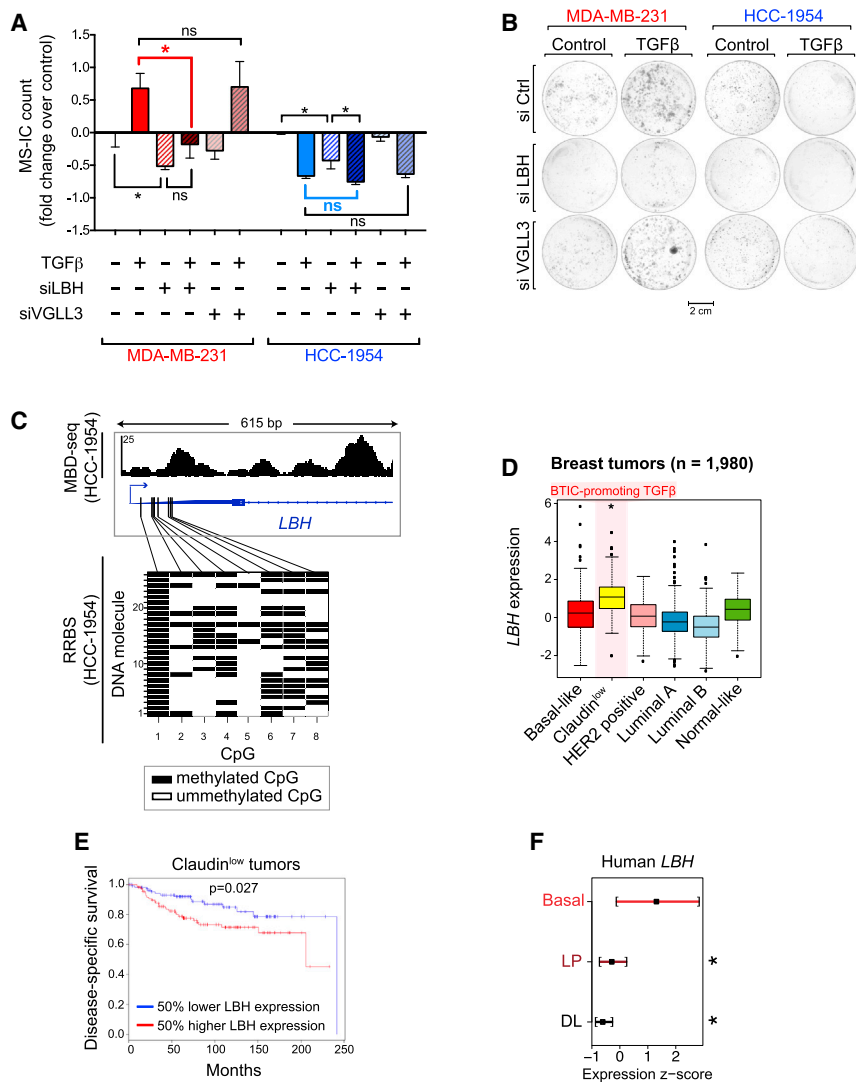 A
ns
*
* *
* ns
ns
ns
MS-IC count
(fold change over control)
1.5
1.0
0.5
0.0
-0.5
-1.0
-1.5
TGFβ – + – + – + – + – + – +
siLBH – – + + – – – – + + – –
siVGLL3 – – – – + + – – – – + +
MDA-MB-231 HCC-1954
B
MDA-MB-231 HCC-1954
Control TGFβ Control TGFβ
si Ctrl
si LBH
si VGLL3
2 cm
C
615 bp
MBD-seq
(HCC-1954)
25
LBH
RRBS
(HCC-1954)
DNA molecule
20
10
1
1 2 3 4 5 6 7 8
CpG
methylated CpG
ummethylated CpG
D
Breast tumors (n = 1,980)
BTIC-promoting TGFβ
*
LBH expression
6
4
2
0
-2
Basal-like
Claudinlow
HER2 positive
Luminal A
Luminal B
Normal-like
E
Claudinlow tumors
p=0.027
Disease-specific survival
1.0
0.8
0.6
0.4
0.2
0.0
50% lower LBH expression
50% higher LBH expression
0 50 100 150 200 250
Months
F
Human LBH
Basal
LP *
DL *
−1 0 1 2
Expression z-score